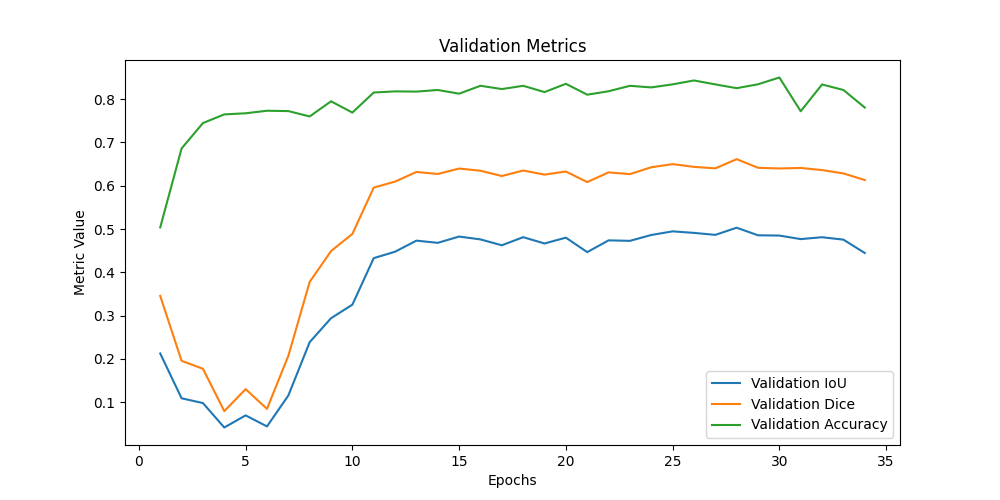 Validation Metrics
Metric Value
0.8
0.7
0.6
0.5
0.4
0.3
0.2
0.1
0 5 10 15 20 25 30 35
Epochs
Validation IoU
Validation Dice
Validation Accuracy